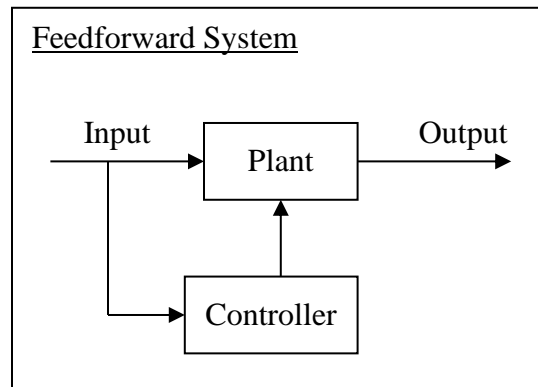 Feedforward System
Input
Output
Plant
Controller